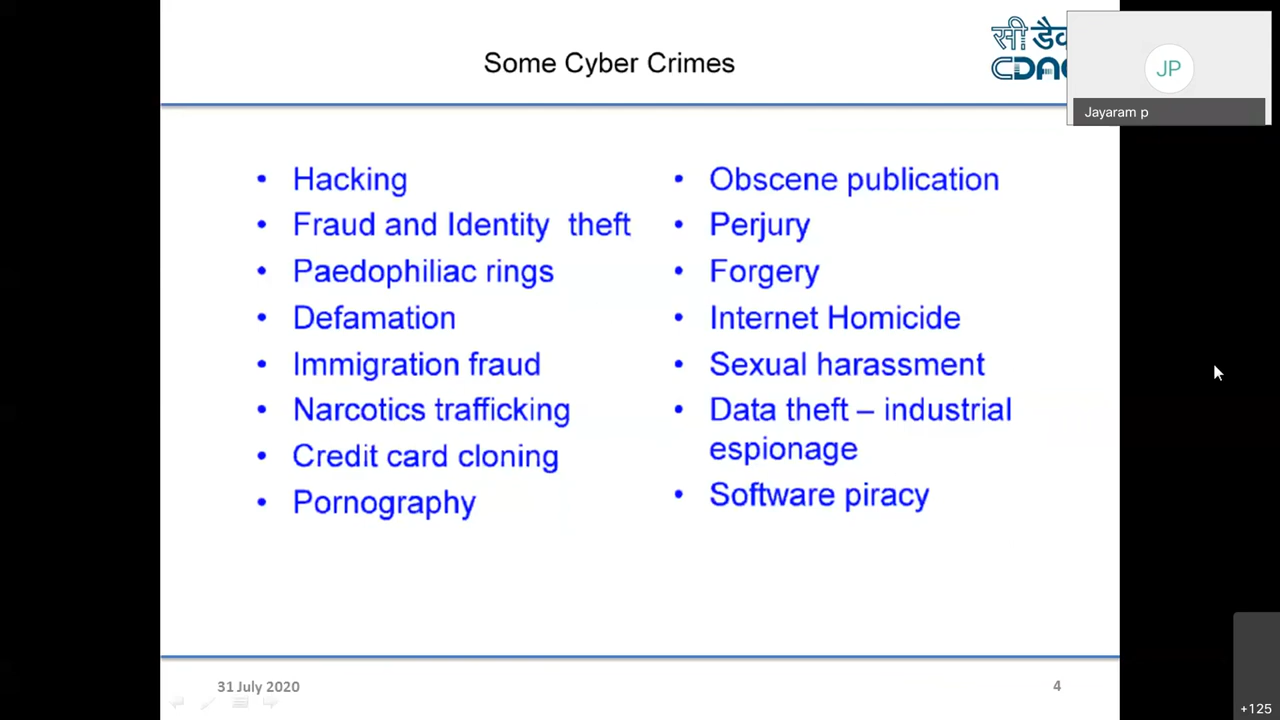 Some Cyber Crimes
सी डैक
CDAC
JP
Jayaram p
• Hacking
• Fraud and Identity theft
• Paedophiliac rings
• Defamation
• Immigration fraud
• Narcotics trafficking
• Credit card cloning
• Pornography
• Obscene publication
• Perjury
• Forgery
• Internet Homicide
• Sexual harassment
• Data theft – industrial
espionage
• Software piracy
31 July 2020
4
+125